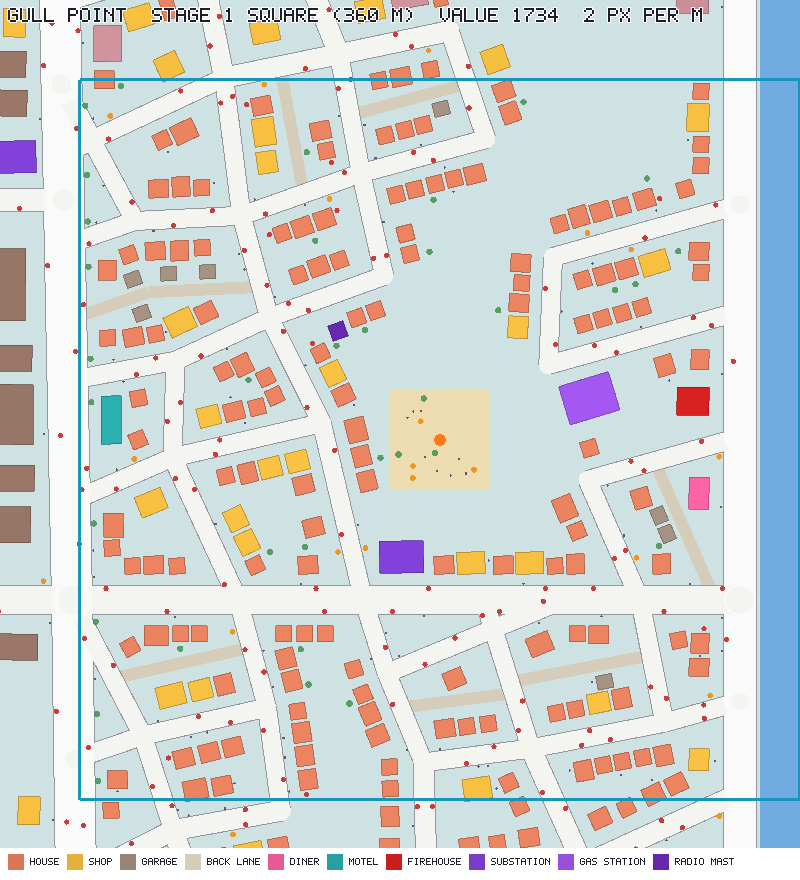 GULL POINT  STAGE 1 SQUARE (360 M)  VALUE 1734  2 PX PER M
HOUSE SHOP GARAGE BACK LANE DINER MOTEL FIREHOUSE SUBSTATION GAS STATION RADIO MAST